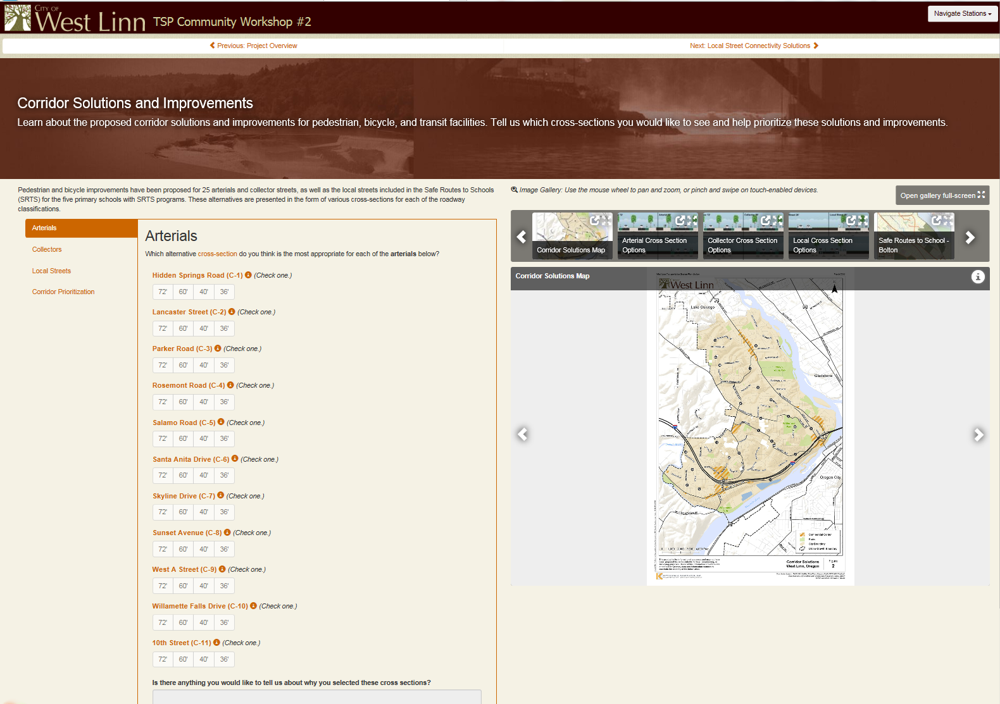 CITY OF
West Linn TSP Community Workshop #2
Navigate Stations
Previous: Project Overview
Next: Local Street Connectivity Solutions
Corridor Solutions and Improvements
Learn about the proposed corridor solutions and improvements for pedestrian, bicycle, and transit facilities. Tell us which cross-sections you would like to see and help prioritize these solutions and improvements.
Pedestrian and bicycle improvements have been proposed for 25 arterials and collector streets, as well as the local streets included in the Safe Routes to Schools
(SRTS) for the five primary schools with SRTS programs. These alternatives are presented in the form of various cross-sections for each of the roadway
classifications.
Arterials
Collectors
Local Streets
Corridor Prioritization
Arterials
Which alternative cross-section do you think is the most appropriate for each of the arterials below?
Hidden Springs Road (C-1) (Check one.)
72' 60' 40' 36'
Lancaster Street (C-2) (Check one.)
72' 60' 40' 36'
Parker Road (C-3) (Check one.)
72' 60' 40' 36'
Rosemont Road (C-4) (Check one.)
72' 60' 40' 36'
Salamo Road (C-5) (Check one.)
72' 60' 40' 36'
Santa Anita Drive (C-6) (Check one.)
72' 60' 40' 36'
Skyline Drive (C-7) (Check one.)
72' 60' 40' 36'
Sunset Avenue (C-8) (Check one.)
72' 60' 40' 36'
West A Street (C-9) (Check one.)
72' 60' 40' 36'
Willamette Falls Drive (C-10) (Check one.)
72' 60' 40' 36'
10th Street (C-11) (Check one.)
72' 60' 40' 36'
Is there anything you would like to tell us about why you selected these cross sections?
Image Gallery: Use the mouse wheel to pan and zoom, or pinch and swipe on touch-enabled devices.
Open gallery full-screen
Corridor Solutions Map
Arterial Cross Section
Options
Collector Cross Section
Options
Local Cross Section
Options
Safe Routes to School -
Bolton
Corridor Solutions Map
West Linn
Lake Oswego
Gladstone
Oregon City
Commercial Center
Parks
City Boundary
Urban Growth Boundary
Corridor Solutions
West Linn, Oregon
Figure
2